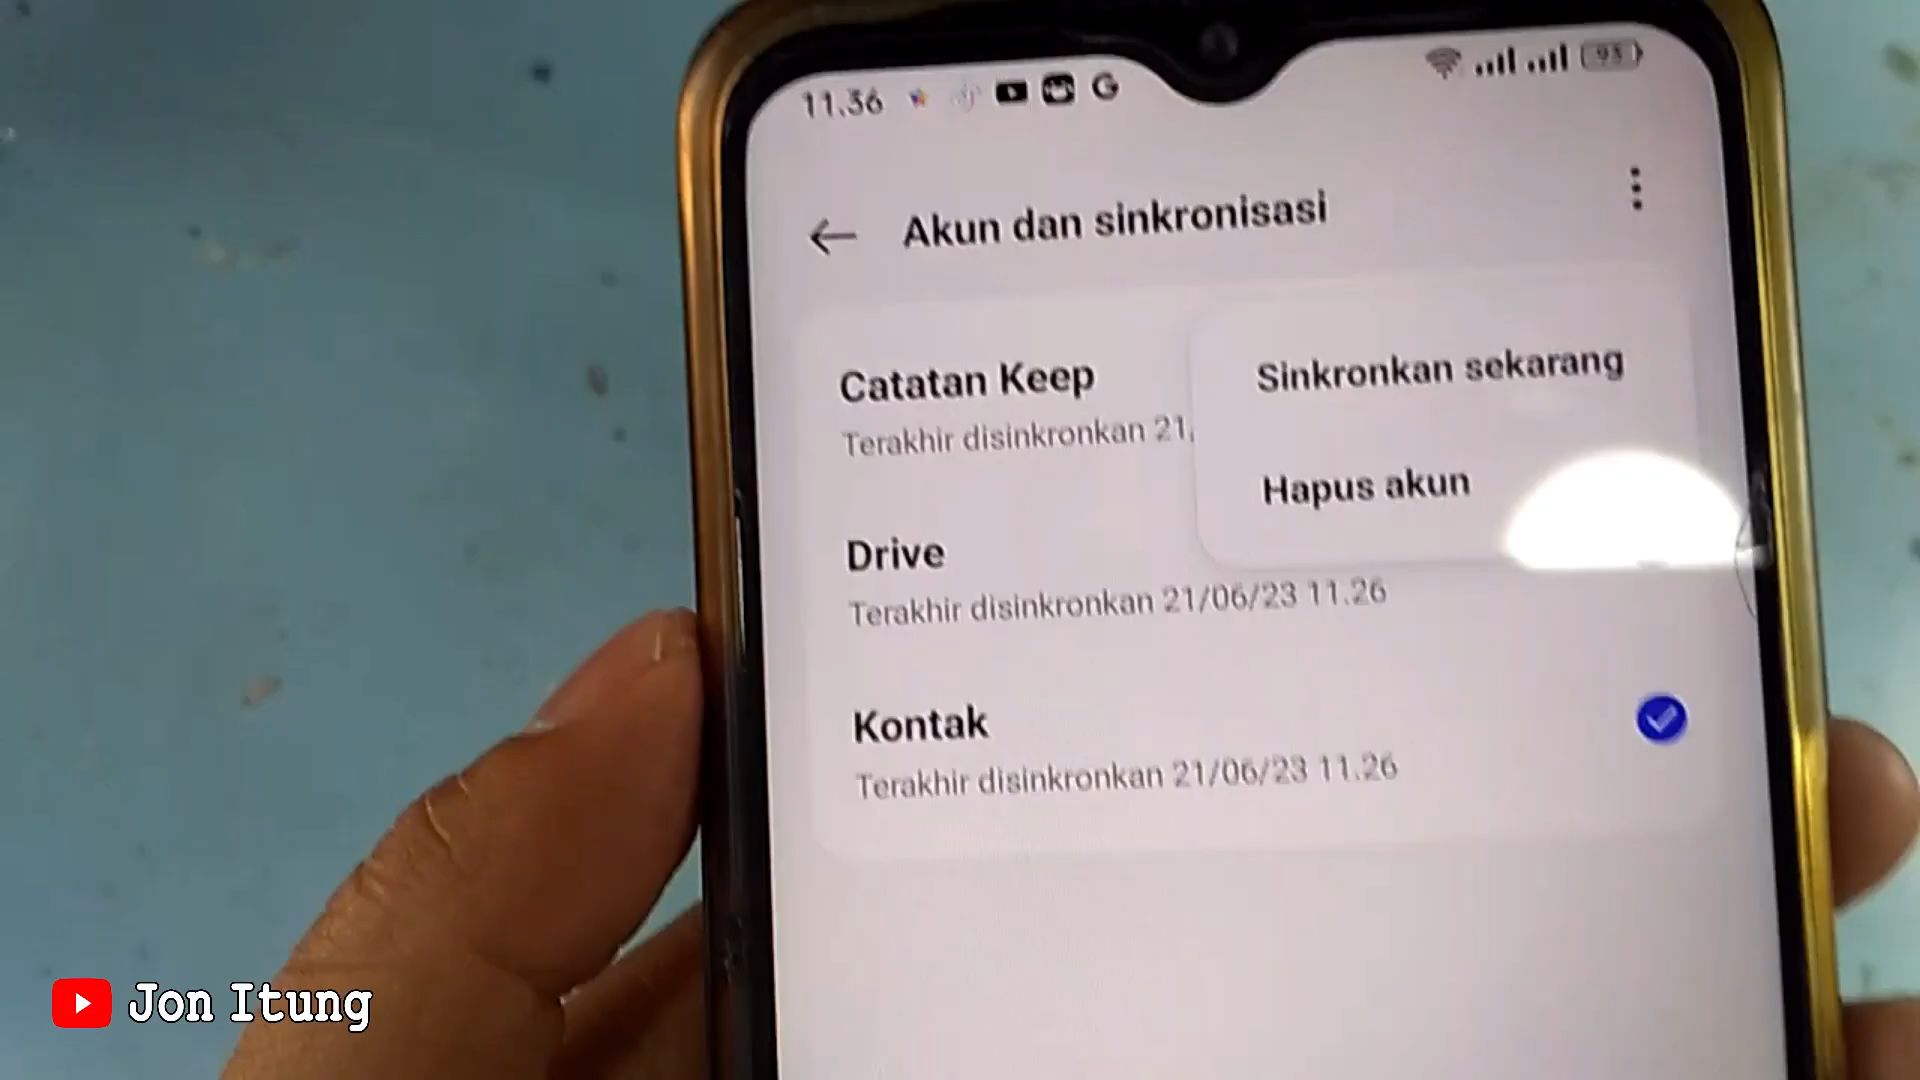 11.36
93
Akun dan sinkronisasi
Catatan Keep
Terakhir disinkronkan 21,
Sinkronkan sekarang
Hapus akun
Drive
Terakhir disinkronkan 21/06/23 11.26
Kontak
Terakhir disinkronkan 21/06/23 11.26
Jon Itung